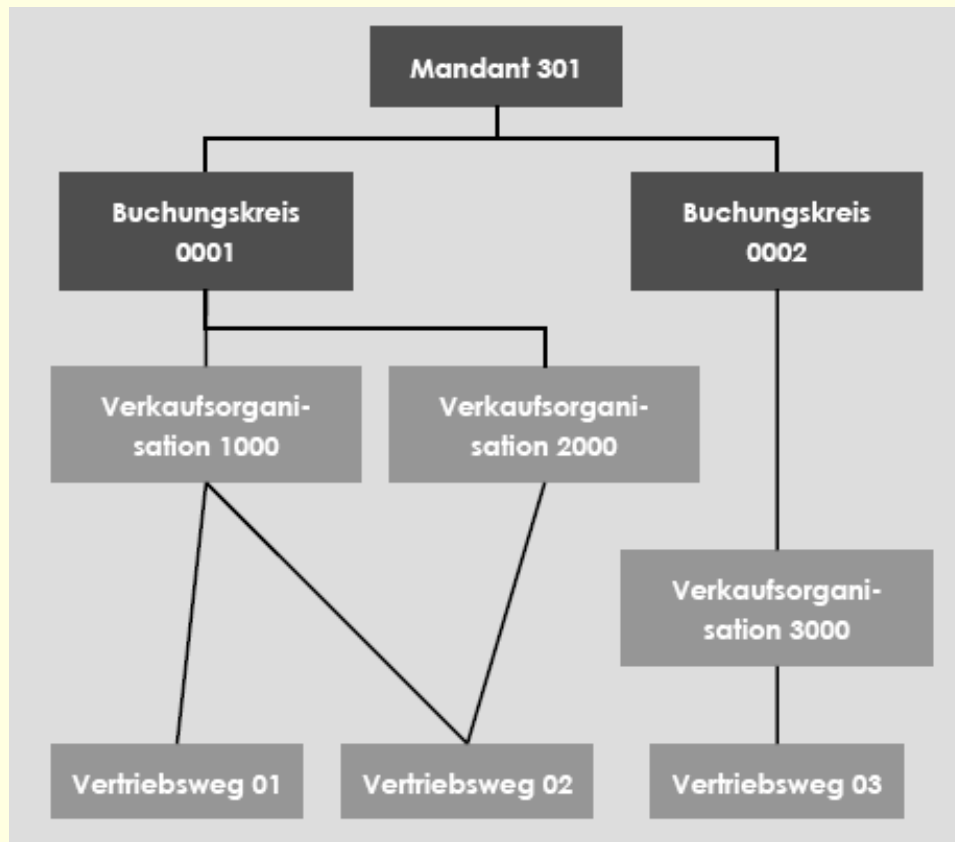 Mandant 301
Buchungskreis
0001
Buchungskreis
0002
Verkaufsorgani-
sation 1000
Verkaufsorgani-
sation 2000
Verkaufsorgani-
sation 3000
Vertriebsweg 01
Vertriebsweg 02
Vertriebsweg 03